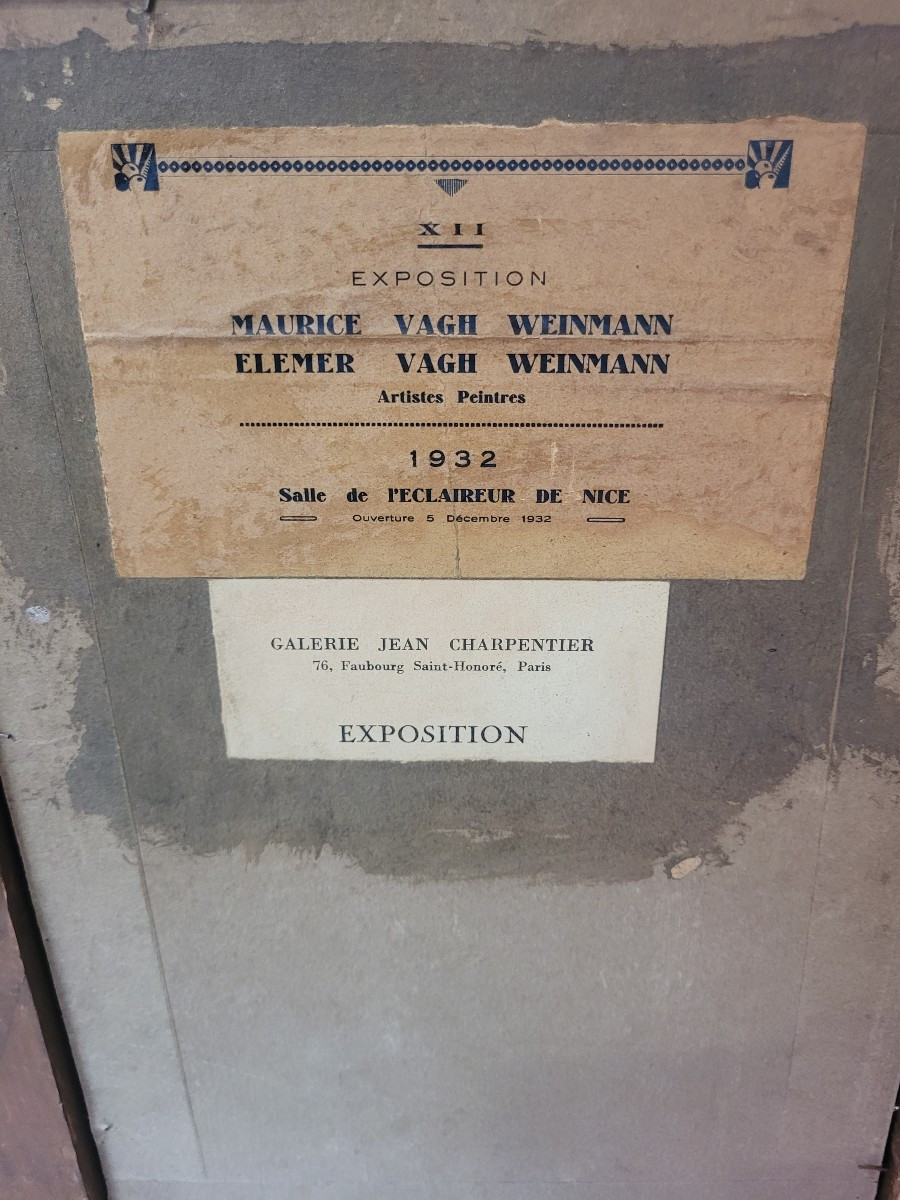 XII
EXPOSITION
MAURICE VAGH WEINMANN
ELEMER VAGH WEINMANN
Artistes Peintres
1932
Salle de l'ECLAIREUR DE NICE
Ouverture 5 Décembre 1932
GALERIE JEAN CHARPENTIER
76, Faubourg Saint-Honoré, Paris
EXPOSITION